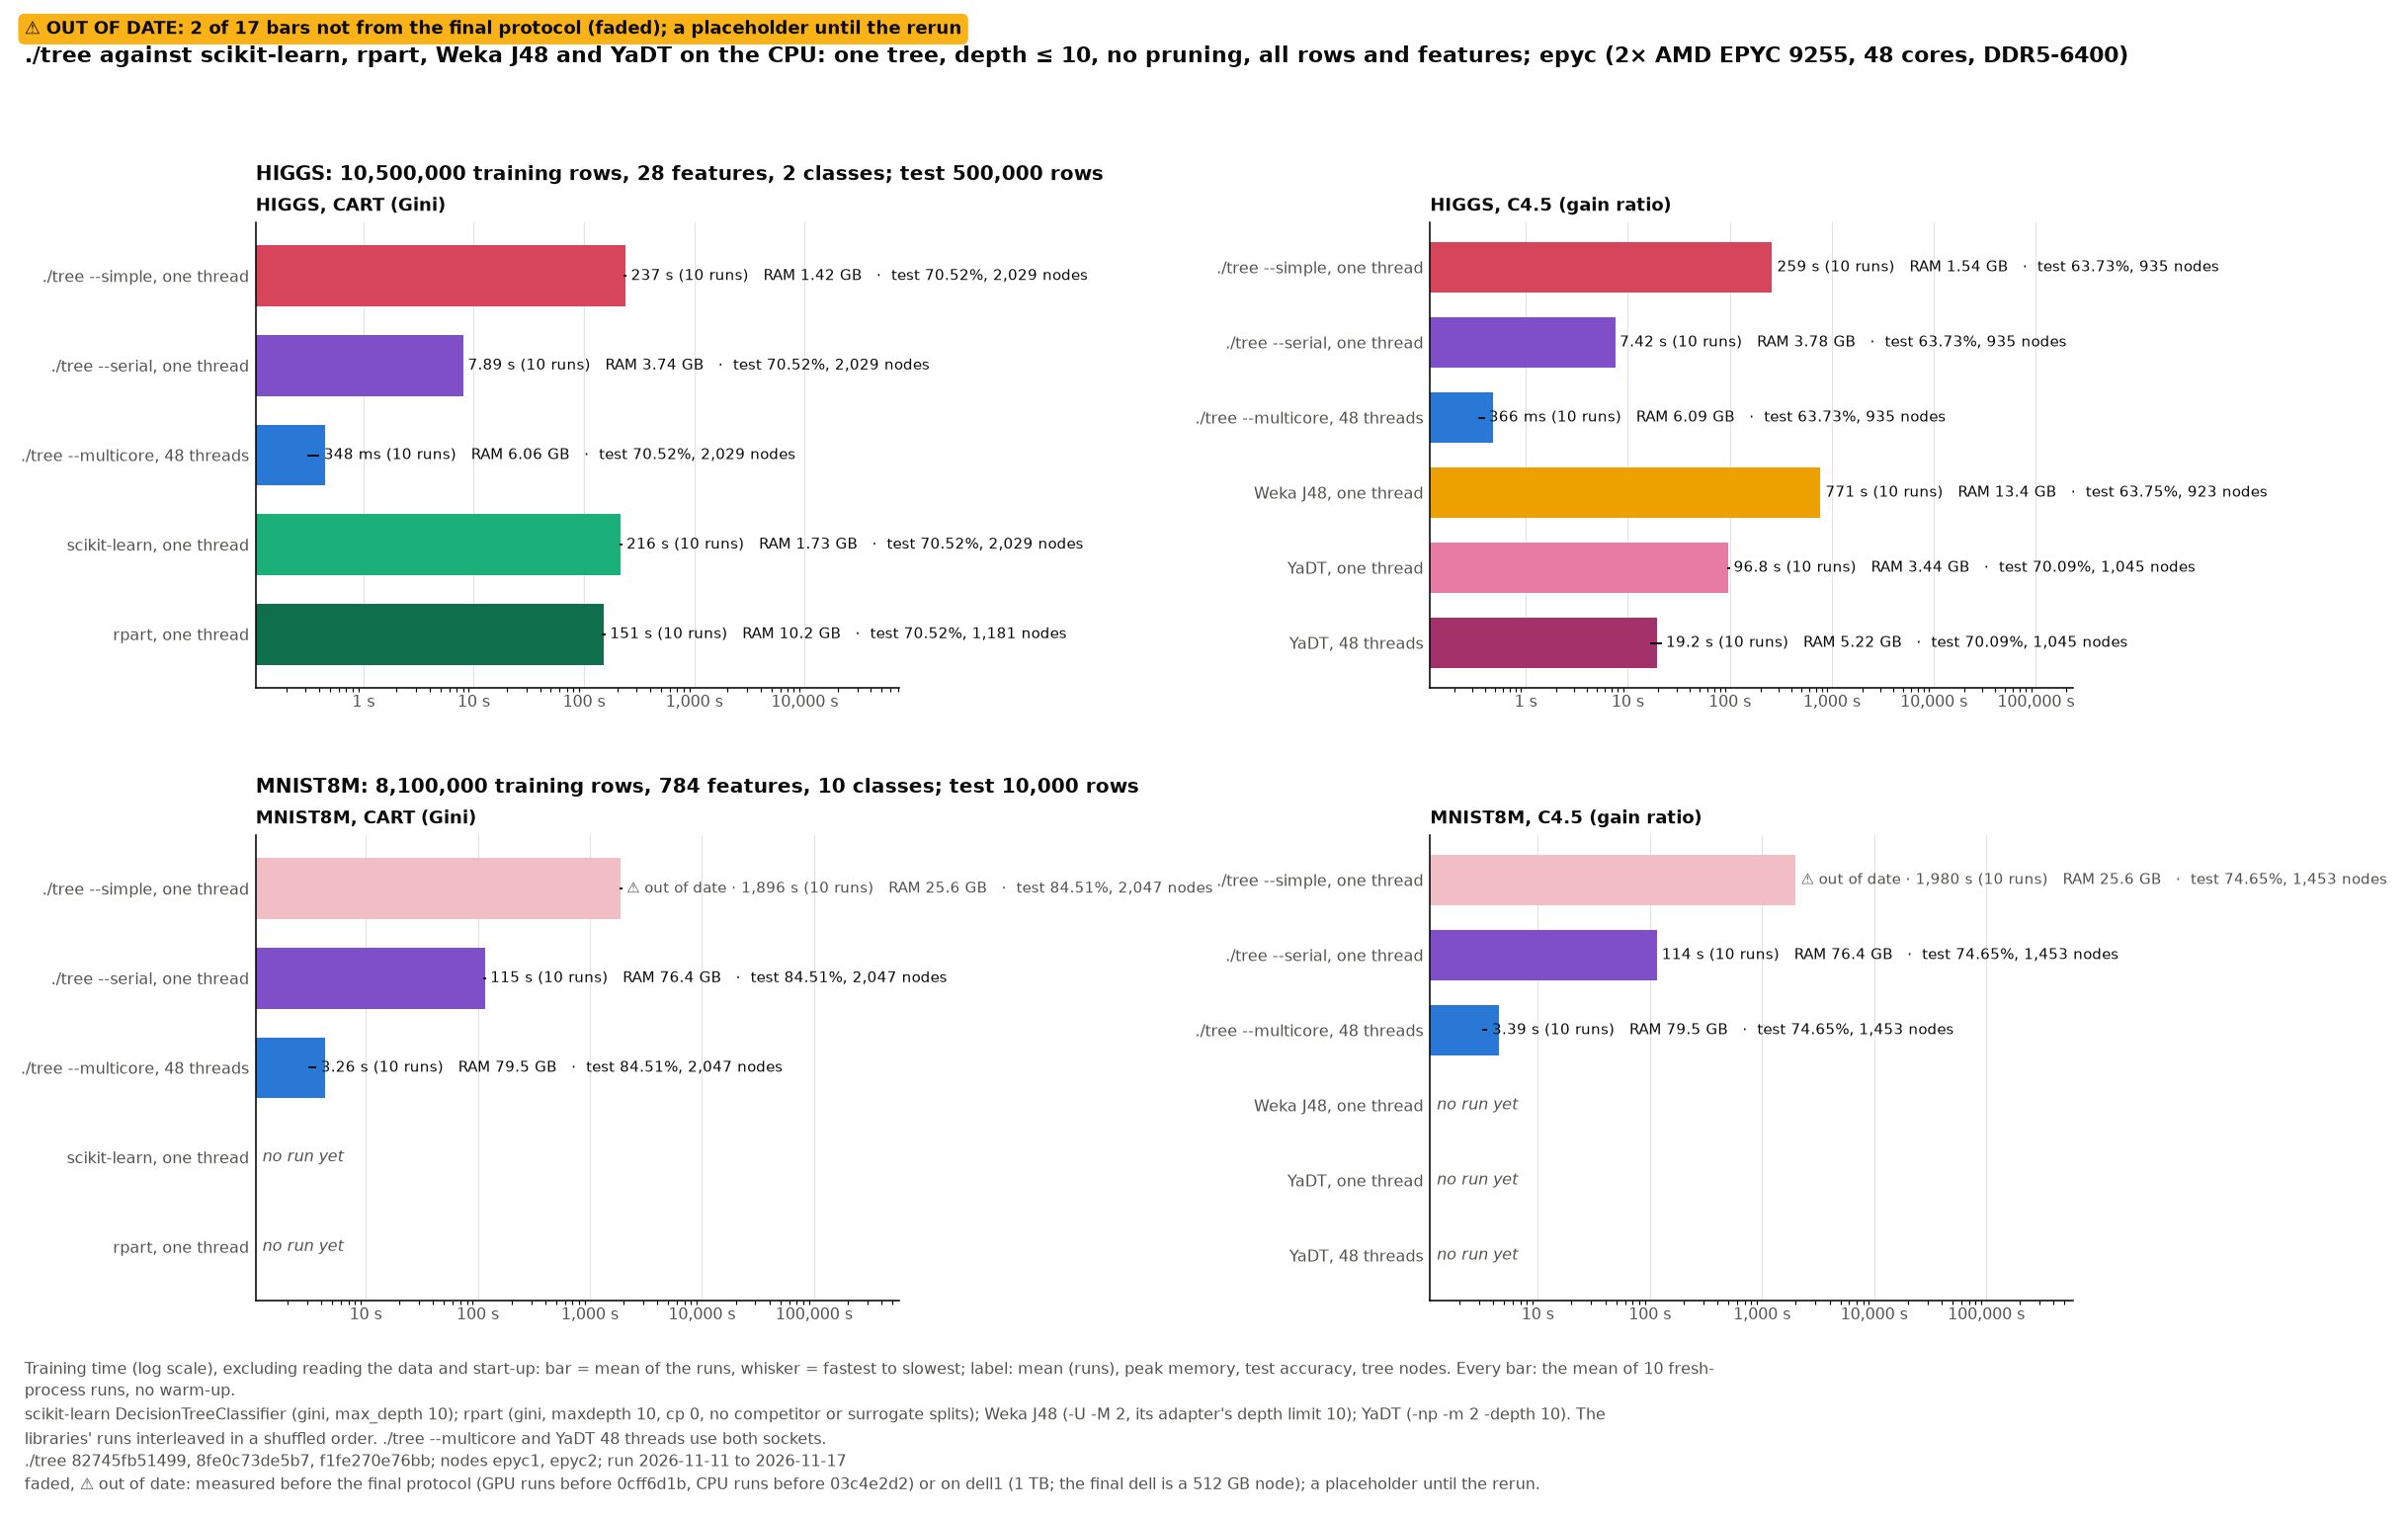 ⚠ OUT OF DATE: 2 of 17 bars not from the final protocol (faded); a placeholder until the rerun
./tree against scikit-learn, rpart, Weka J48 and YaDT on the CPU: one tree, depth ≤ 10, no pruning, all rows and features; epyc (2× AMD EPYC 9255, 48 cores, DDR5-6400)
HIGGS: 10,500,000 training rows, 28 features, 2 classes; test 500,000 rows
HIGGS, CART (Gini)
./tree --simple, one thread
237 s (10 runs) RAM 1.42 GB · test 70.52%, 2,029 nodes
./tree --serial, one thread
7.89 s (10 runs) RAM 3.74 GB · test 70.52%, 2,029 nodes
./tree --multicore, 48 threads
348 ms (10 runs) RAM 6.06 GB · test 70.52%, 2,029 nodes
scikit-learn, one thread
216 s (10 runs) RAM 1.73 GB · test 70.52%, 2,029 nodes
rpart, one thread
151 s (10 runs) RAM 10.2 GB · test 70.52%, 1,181 nodes
1 s 10 s 100 s 1,000 s 10,000 s
HIGGS, C4.5 (gain ratio)
./tree --simple, one thread
259 s (10 runs) RAM 1.54 GB · test 63.73%, 935 nodes
./tree --serial, one thread
7.42 s (10 runs) RAM 3.78 GB · test 63.73%, 935 nodes
./tree --multicore, 48 threads
366 ms (10 runs) RAM 6.09 GB · test 63.73%, 935 nodes
Weka J48, one thread
771 s (10 runs) RAM 13.4 GB · test 63.75%, 923 nodes
YaDT, one thread
96.8 s (10 runs) RAM 3.44 GB · test 70.09%, 1,045 nodes
YaDT, 48 threads
19.2 s (10 runs) RAM 5.22 GB · test 70.09%, 1,045 nodes
1 s 10 s 100 s 1,000 s 10,000 s 100,000 s
MNIST8M: 8,100,000 training rows, 784 features, 10 classes; test 10,000 rows
MNIST8M, CART (Gini)
./tree --simple, one thread
⚠ out of date · 1,896 s (10 runs) RAM 25.6 GB · test 84.51%, 2,047 nodes
./tree --serial, one thread
115 s (10 runs) RAM 76.4 GB · test 84.51%, 2,047 nodes
./tree --multicore, 48 threads
3.26 s (10 runs) RAM 79.5 GB · test 84.51%, 2,047 nodes
scikit-learn, one thread
no run yet
rpart, one thread
no run yet
10 s 100 s 1,000 s 10,000 s 100,000 s
MNIST8M, C4.5 (gain ratio)
./tree --simple, one thread
⚠ out of date · 1,980 s (10 runs) RAM 25.6 GB · test 74.65%, 1,453 nodes
./tree --serial, one thread
114 s (10 runs) RAM 76.4 GB · test 74.65%, 1,453 nodes
./tree --multicore, 48 threads
3.39 s (10 runs) RAM 79.5 GB · test 74.65%, 1,453 nodes
Weka J48, one thread
no run yet
YaDT, one thread
no run yet
YaDT, 48 threads
no run yet
10 s 100 s 1,000 s 10,000 s 100,000 s
Training time (log scale), excluding reading the data and start-up: bar = mean of the runs, whisker = fastest to slowest; label: mean (runs), peak memory, test accuracy, tree nodes. Every bar: the mean of 10 fresh-
process runs, no warm-up.
scikit-learn DecisionTreeClassifier (gini, max_depth 10); rpart (gini, maxdepth 10, cp 0, no competitor or surrogate splits); Weka J48 (-U -M 2, its adapter's depth limit 10); YaDT (-np -m 2 -depth 10). The
libraries' runs interleaved in a shuffled order. ./tree --multicore and YaDT 48 threads use both sockets.
./tree 82745fb51499, 8fe0c73de5b7, f1fe270e76bb; nodes epyc1, epyc2; run 2026-11-11 to 2026-11-17
faded, ⚠ out of date: measured before the final protocol (GPU runs before 0cff6d1b, CPU runs before 03c4e2d2) or on dell1 (1 TB; the final dell is a 512 GB node); a placeholder until the rerun.